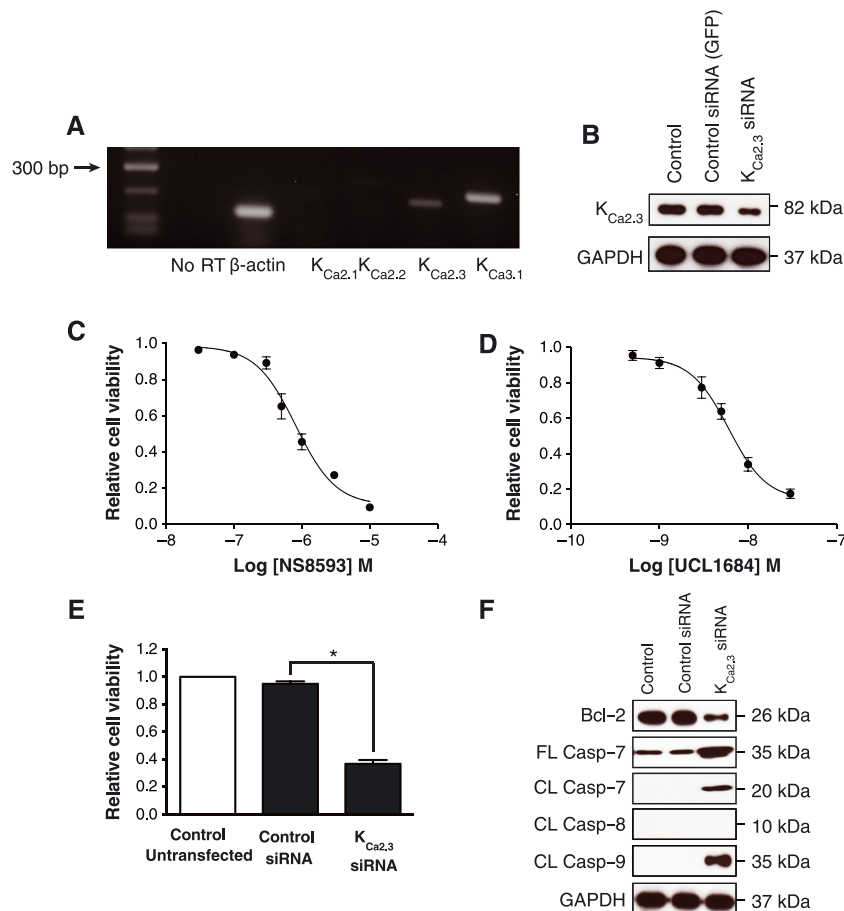 A
300 bp
No RT β-actin KCa2.1 KCa2.2 KCa2.3 KCa3.1
B
Control
Control siRNA (GFP)
KCa2.3 siRNA
KCa2.3 82 kDa
GAPDH 37 kDa
C
Relative cell viability
1.0
0.8
0.6
0.4
0.2
0.0
−8 −7 −6 −5 −4
Log [NS8593] M
D
Relative cell viability
1.0
0.8
0.6
0.4
0.2
0.0
−10 −9 −8 −7
Log [UCL1684] M
E
Relative cell viability
1.2
1.0
0.8
0.6
0.4
0.2
0.0
*
Control
Untransfected
Control
siRNA
KCa2.3
siRNA
F
Control
Control siRNA
KCa2.3 siRNA
Bcl-2 26 kDa
FL Casp-7 35 kDa
CL Casp-7 20 kDa
CL Casp-8 10 kDa
CL Casp-9 35 kDa
GAPDH 37 kDa